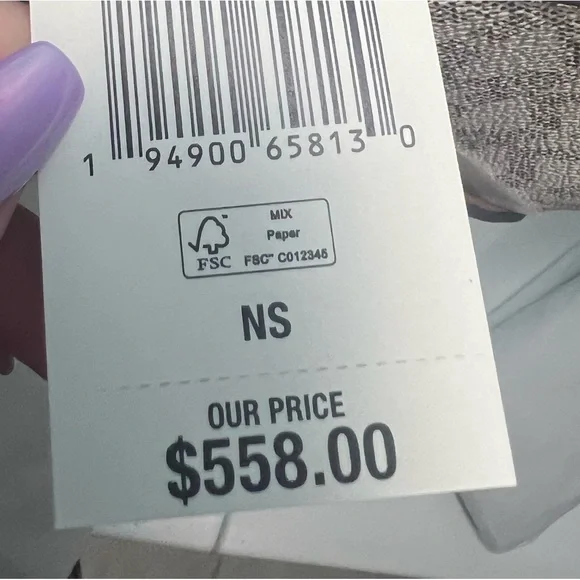 1 94900 65813 0
MIX
Paper
FSC™ C012345
FSC
NS
OUR PRICE
$558.00